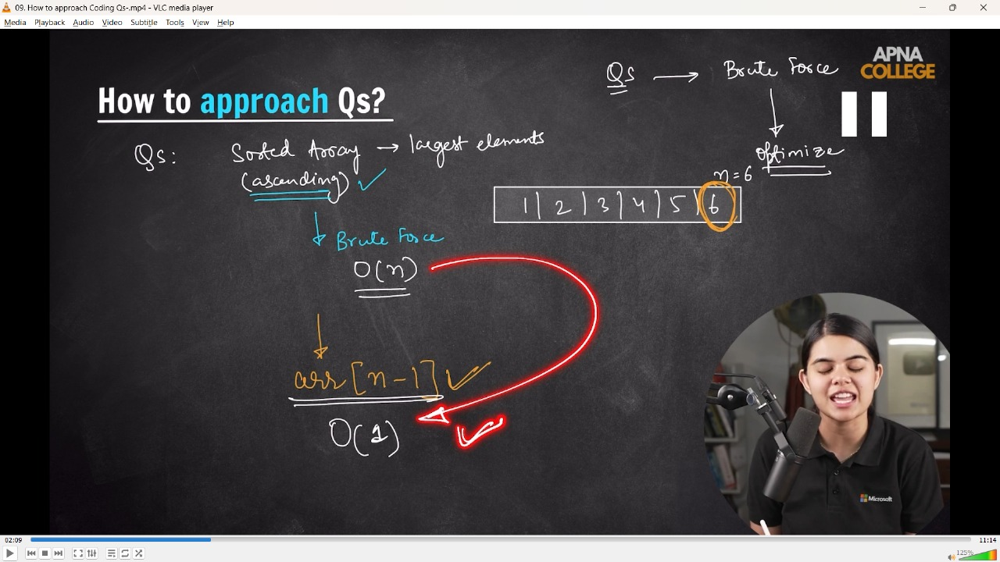 09. How to approach Coding Qs-.mp4 - VLC media player
Media Playback Audio Video Subtitle Tools View Help
APNA
COLLEGE
Qs → Brute Force
↓
Optimize
How to approach Qs?
Qs: Sorted Array → largest elements
(ascending) ✓
n=6
1 | 2 | 3 | 4 | 5 | 6
↓ Brute Force
O(n)
↓
arr[n-1] ✓
O(1) ✓
Microsoft
02:09
11:14
125%